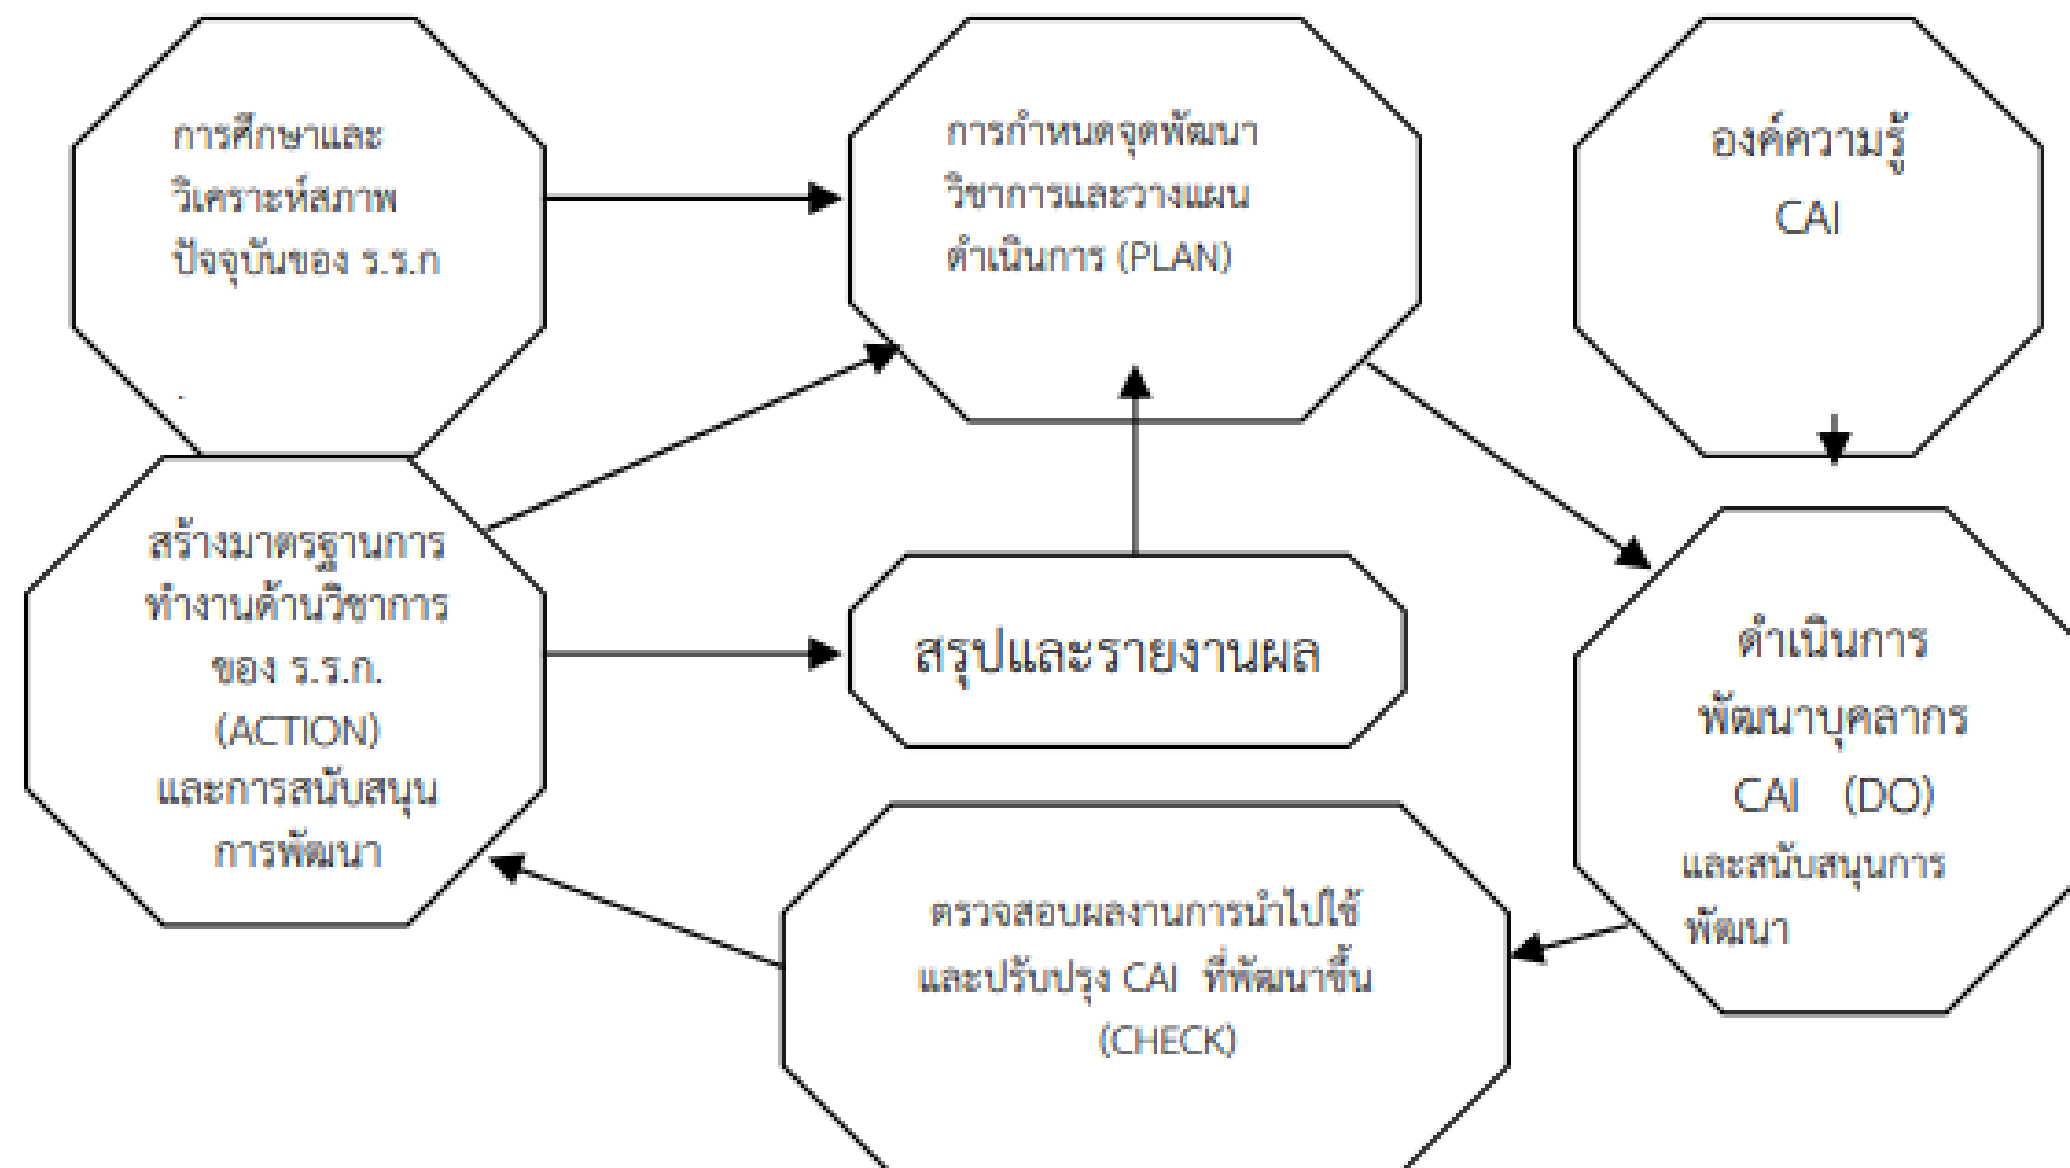 การศึกษาและ
วิเคราะห์สภาพ
ปัจจุบันของ ร.ร.ก
.
การกำหนดจุดพัฒนา
วิชาการและวางแผน
ดำเนินการ (PLAN)
องค์ความรู้
CAI
สร้างมาตรฐานการ
ทำงานด้านวิชาการ
ของ ร.ร.ก.
(ACTION)
และการสนับสนุน
การพัฒนา
สรุปและรายงานผล
ดำเนินการ
พัฒนาบุคลากร
CAI (DO)
และสนับสนุนการ
พัฒนา
ตรวจสอบผลงานการนำไปใช้
และปรับปรุง CAI ที่พัฒนาขึ้น
(CHECK)